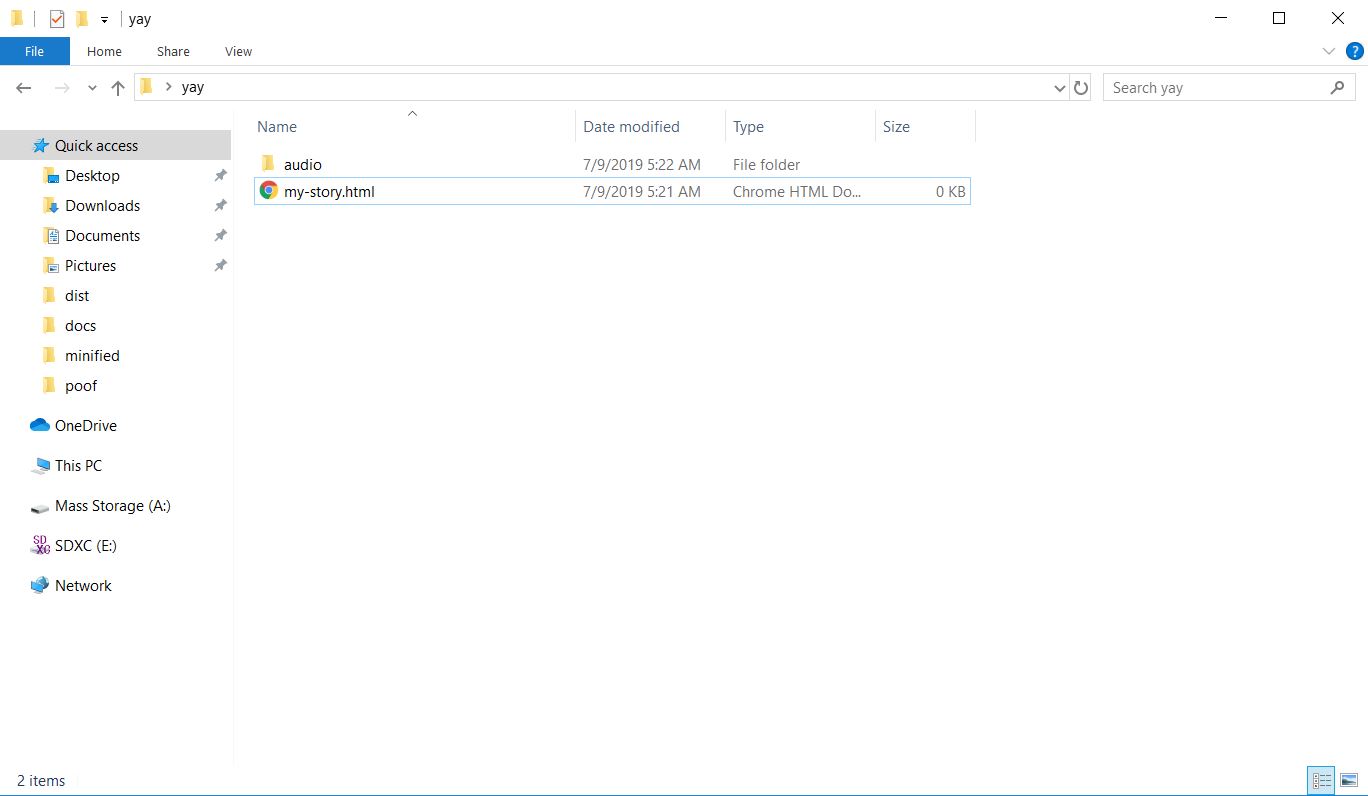 yay
File Home Share View
yay
Search yay
Name Date modified Type Size
audio 7/9/2019 5:22 AM File folder
my-story.html 7/9/2019 5:21 AM Chrome HTML Do... 0 KB
Quick access
Desktop
Downloads
Documents
Pictures
dist
docs
minified
poof
OneDrive
This PC
Mass Storage (A:)
SD XC SDXC (E:)
Network
2 items